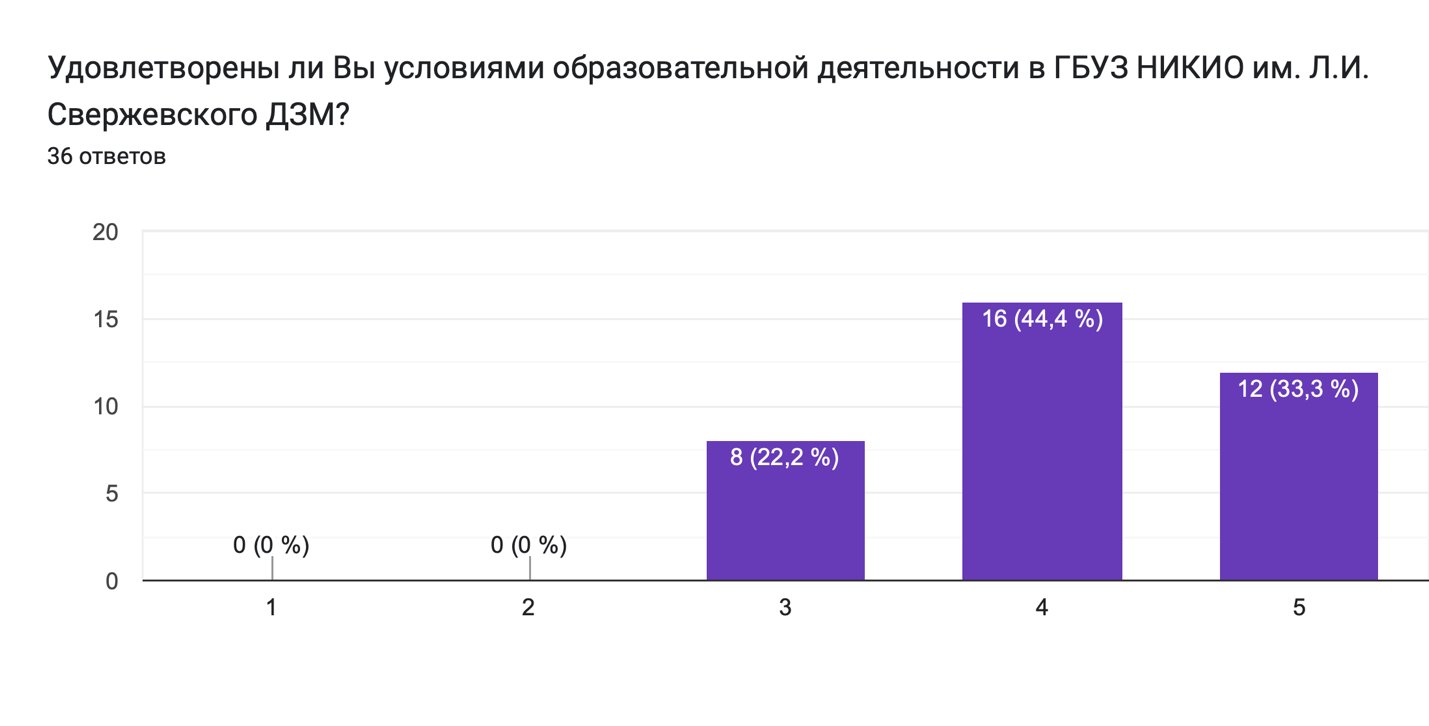 Удовлетворены ли Вы условиями образовательной деятельности в ГБУЗ НИКИО им. Л.И.
Свержевского ДЗМ?
36 ответов
20
15
10
5
0
0 (0 %)
0 (0 %)
8 (22,2 %)
16 (44,4 %)
12 (33,3 %)
1
2
3
4
5